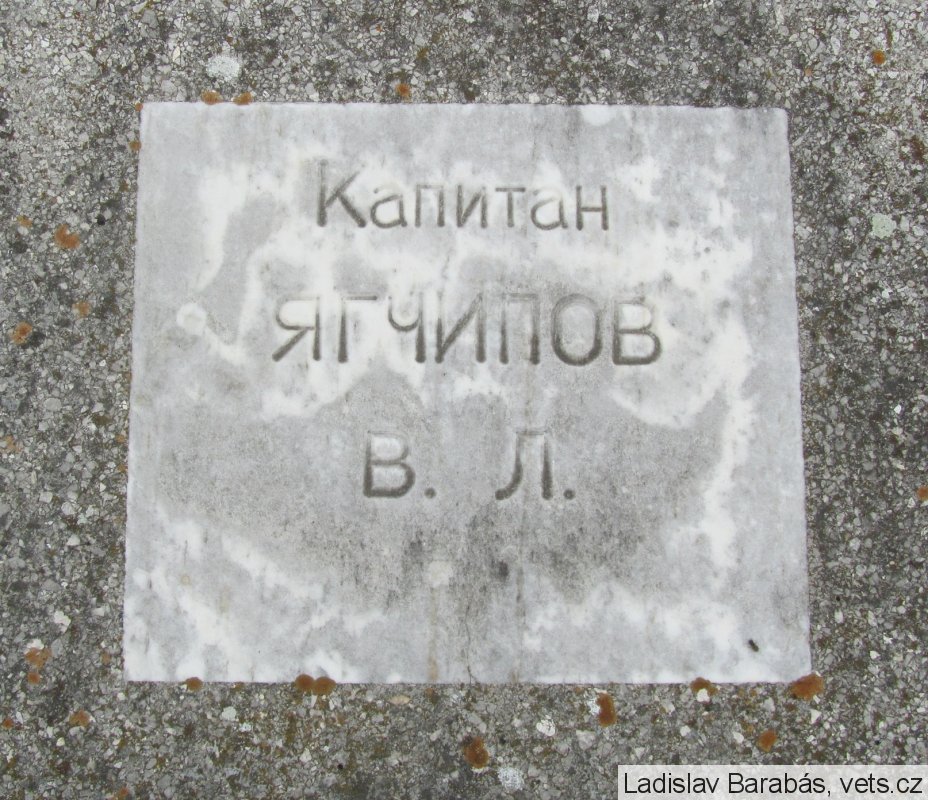 Капитан
ЯГЧИПОВ
В. Л.
Ladislav Barabás, vets.cz